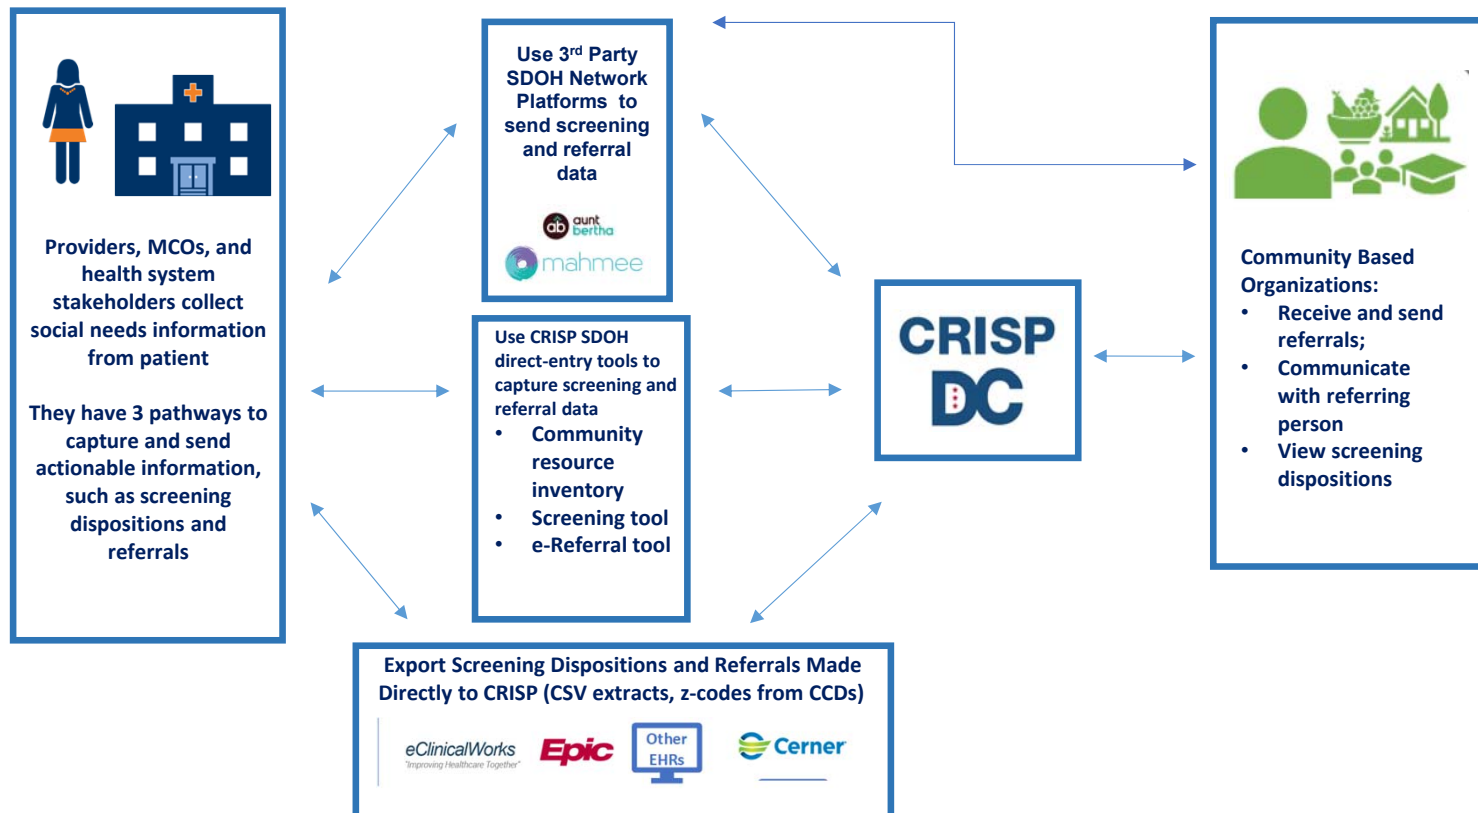 Providers, MCOs, and
health system
stakeholders collect
social needs information
from patient
They have 3 pathways to
capture and send
actionable information,
such as screening
dispositions and
referrals
Use 3rd Party
SDOH Network
Platforms to
send screening
and referral
data
ab aunt
bertha
mahmee
Use CRISP SDOH
direct-entry tools to
capture screening and
referral data
• Community
resource
inventory
• Screening tool
• e-Referral tool
Export Screening Dispositions and Referrals Made
Directly to CRISP (CSV extracts, z-codes from CCDs)
eClinicalWorks
"Improving Healthcare Together"
Epic
Other
EHRs
Cerner
CRISP
DC
Community Based
Organizations:
• Receive and send
referrals;
• Communicate
with referring
person
• View screening
dispositions